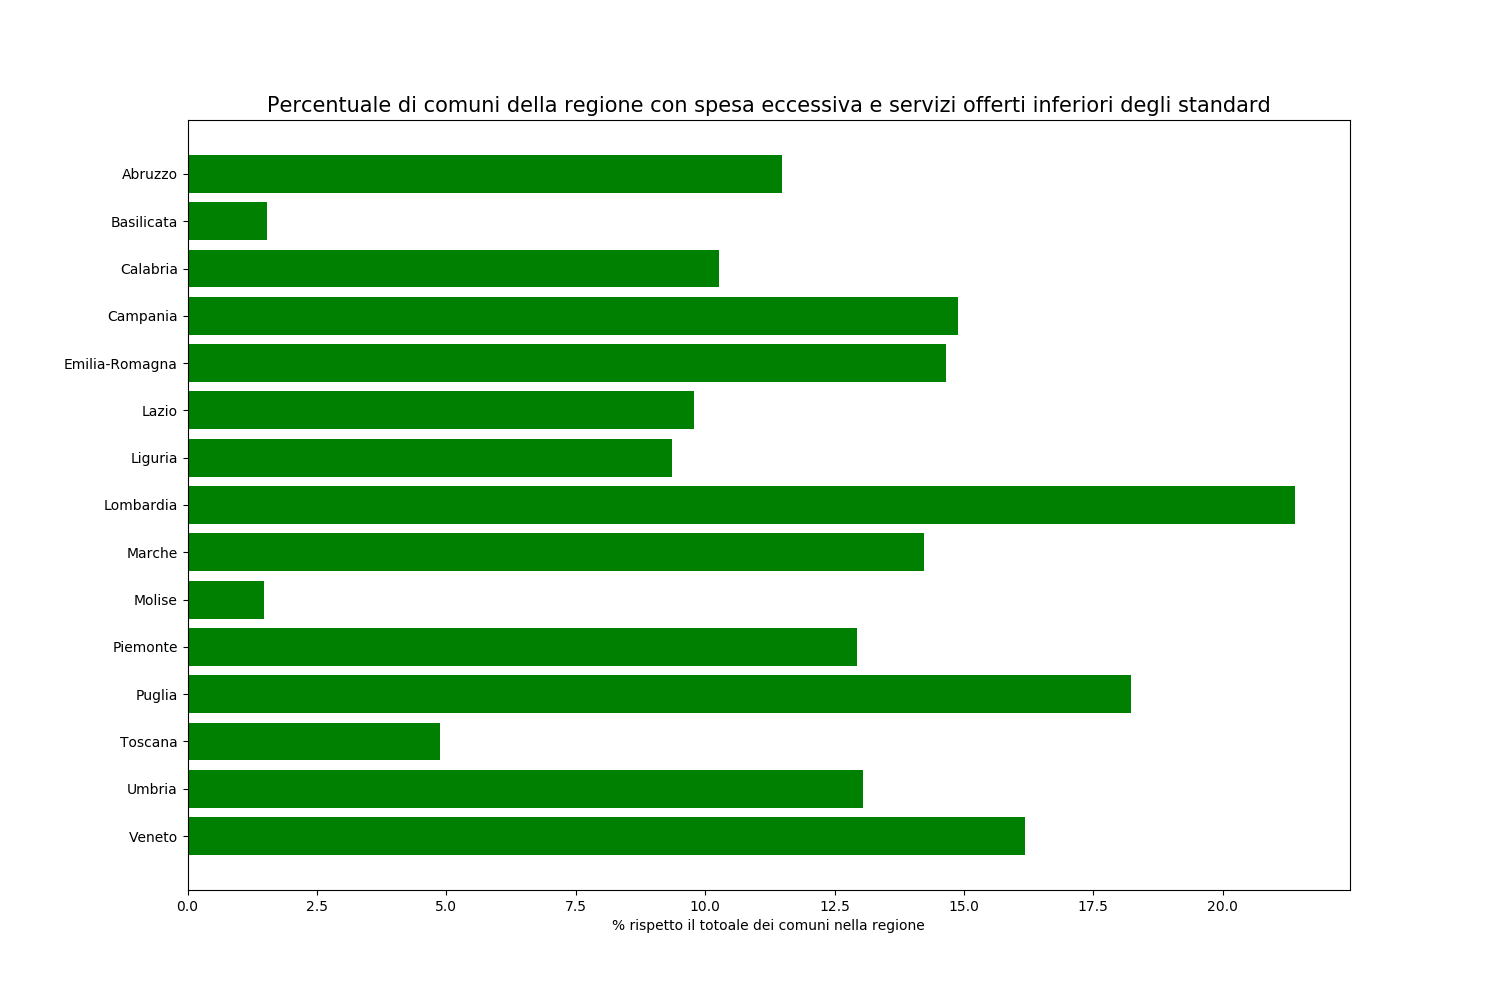 Percentuale di comuni della regione con spesa eccessiva e servizi offerti inferiori degli standard
Abruzzo
Basilicata
Calabria
Campania
Emilia-Romagna
Lazio
Liguria
Lombardia
Marche
Molise
Piemonte
Puglia
Toscana
Umbria
Veneto
0.0 2.5 5.0 7.5 10.0 12.5 15.0 17.5 20.0
% rispetto il totoale dei comuni nella regione